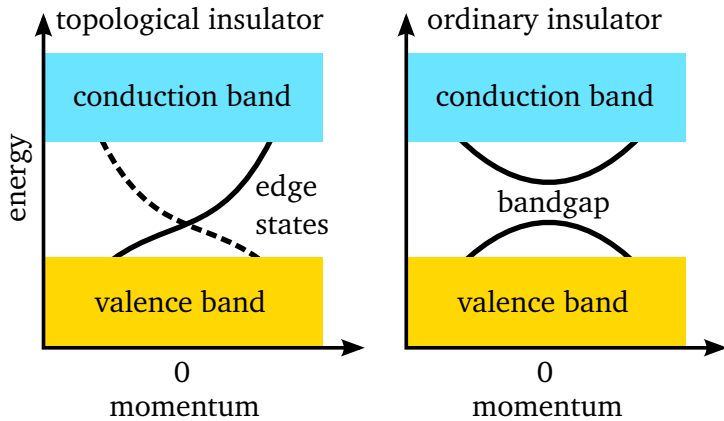 topological insulator
conduction band
energy
edge
states
valence band
0
momentum
ordinary insulator
conduction band
bandgap
valence band
0
momentum